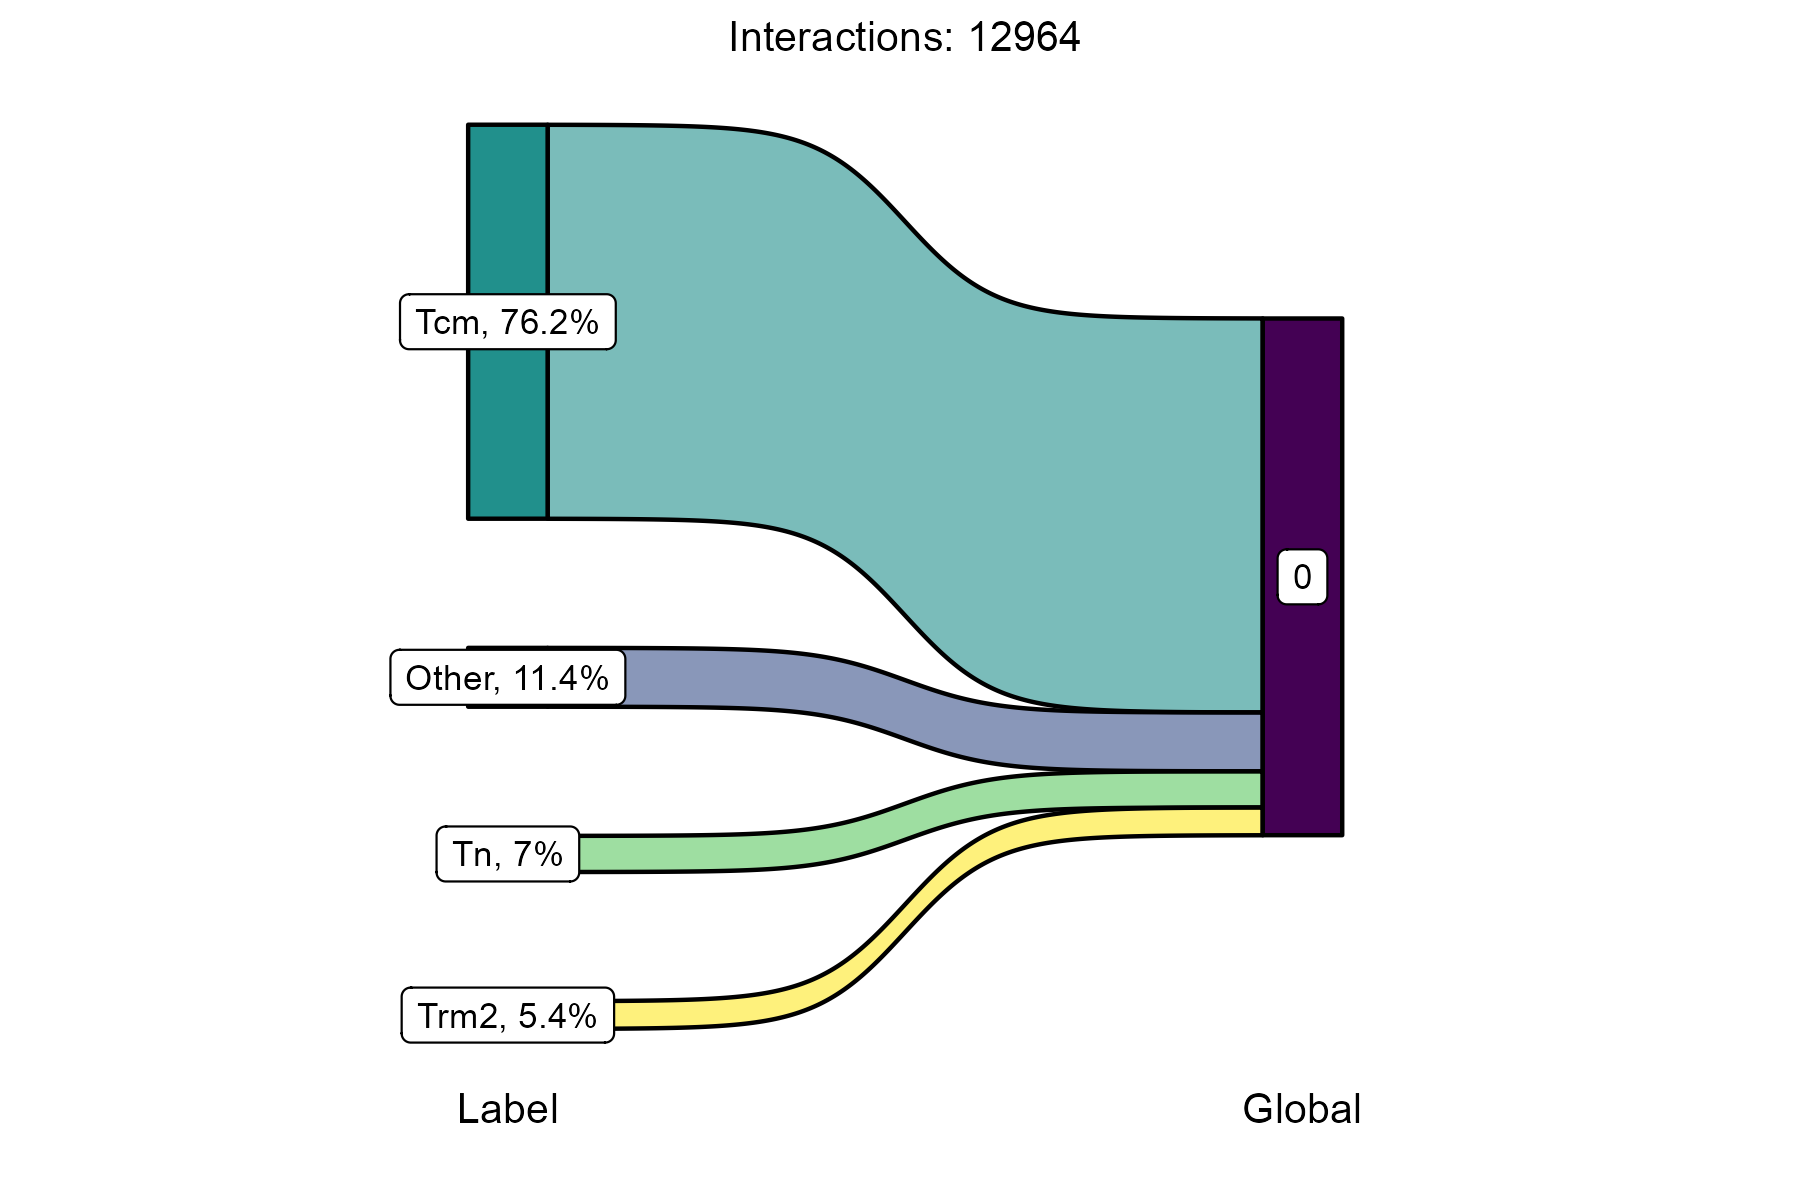 Interactions: 12964
Tcm, 76.2%
0
Other, 11.4%
Tn, 7%
Trm2, 5.4%
Label
Global